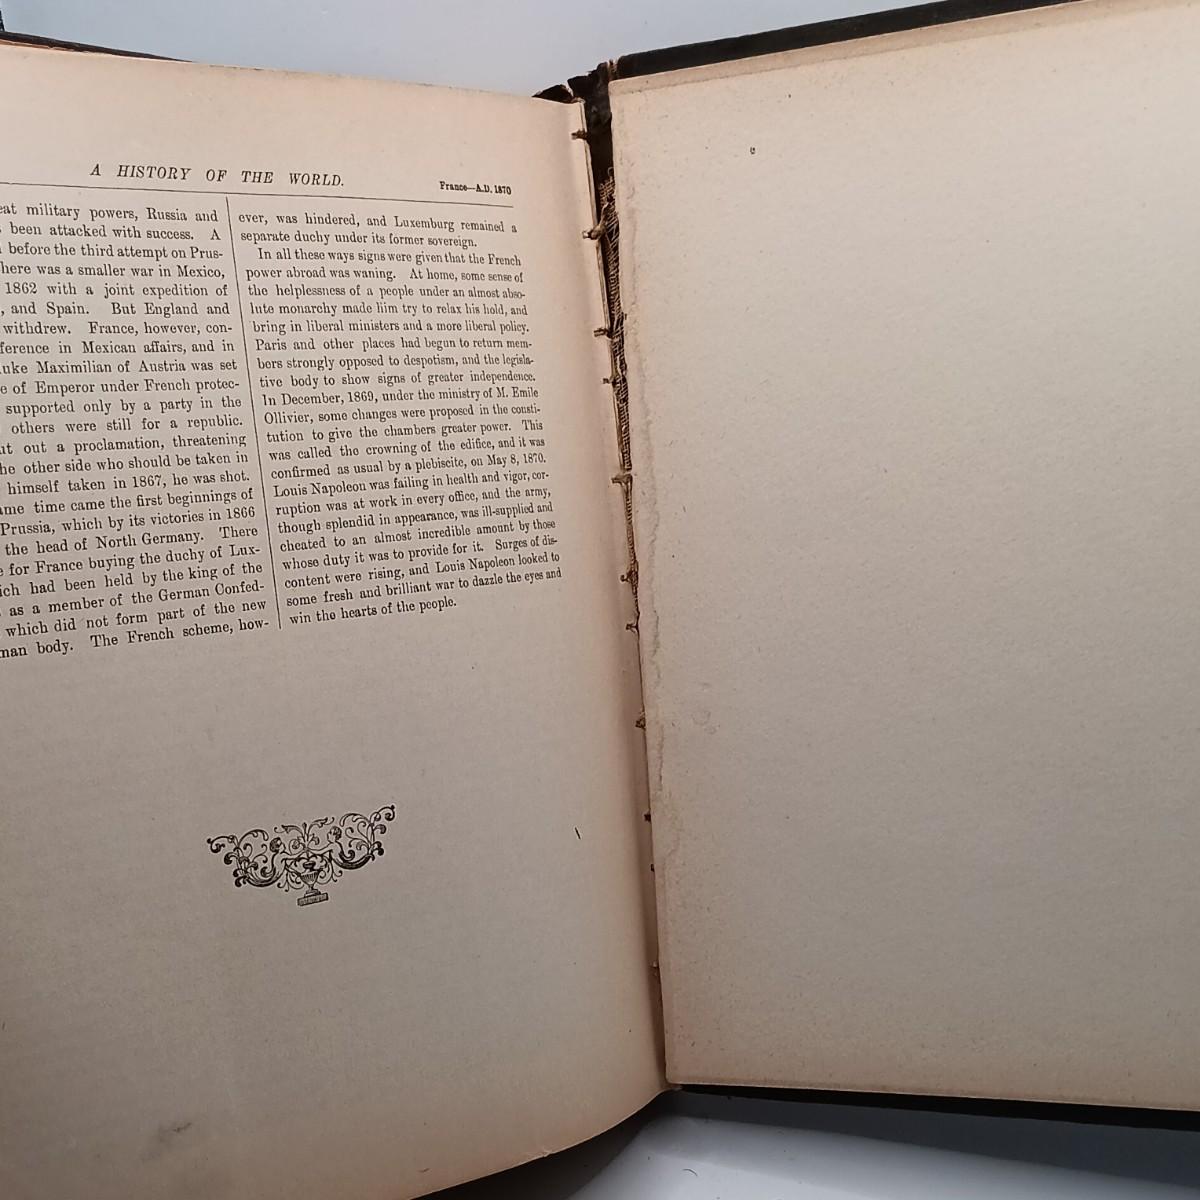 A HISTORY OF THE WORLD.
France—A.D. 1870
military powers, Russia and
been attacked with success. A
before the third attempt on Prus-
here was a smaller war in Mexico,
1862 with a joint expedition of
, and Spain. But England and
withdrew. France, however, con-
ference in Mexican affairs, and in
uke Maximilian of Austria was set
e of Emperor under French protec-
supported only by a party in the
others were still for a republic.
ut out a proclamation, threatening
he other side who should be taken in
himself taken in 1867, he was shot.
ame time came the first beginnings of
Prussia, which by its victories in 1866
the head of North Germany. There
for France buying the duchy of Lux-
ich had been held by the king of the
as a member of the German Confed-
which did not form part of the new
man body. The French scheme, how-
ever, was hindered, and Luxemburg remained a
separate duchy under its former sovereign.
In all these ways signs were given that the French
power abroad was waning. At home, some sense of
the helplessness of a people under an almost abso-
lute monarchy made him try to relax his hold, and
bring in liberal ministers and a more liberal policy.
Paris and other places had begun to return mem-
bers strongly opposed to despotism, and the legisla-
tive body to show signs of greater independence.
In December, 1869, under the ministry of M. Emile
Ollivier, some changes were proposed in the consti-
tution to give the chambers greater power. This
was called the crowning of the edifice, and it was
confirmed as usual by a plebiscite, on May 8, 1870.
Louis Napoleon was failing in health and vigor, cor-
ruption was at work in every office, and the army,
though splendid in appearance, was ill-supplied and
cheated to an almost incredible amount by those
whose duty it was to provide for it. Surges of dis-
content were rising, and Louis Napoleon looked to
some fresh and brilliant war to dazzle the eyes and
win the hearts of the people.